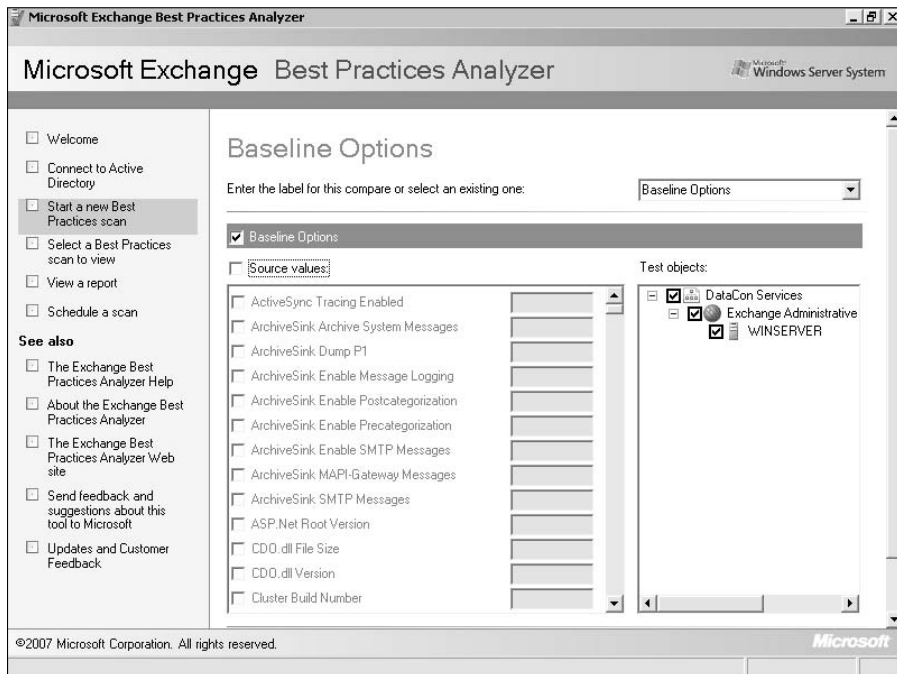 Microsoft Exchange Best Practices Analyzer
Microsoft Exchange Best Practices Analyzer
Microsoft
Windows Server System
Welcome
Connect to Active
Directory
Start a new Best
Practices scan
Select a Best Practices
scan to view
View a report
Schedule a scan
See also
The Exchange Best
Practices Analyzer Help
About the Exchange Best
Practices Analyzer
The Exchange Best
Practices Analyzer Web
site
Send feedback and
suggestions about this
tool to Microsoft
Updates and Customer
Feedback
Baseline Options
Enter the label for this compare or select an existing one:
Baseline Options
Baseline Options
Source values:
ActiveSync Tracing Enabled
ArchiveSink Archive System Messages
ArchiveSink Dump P1
ArchiveSink Enable Message Logging
ArchiveSink Enable Postcategorization
ArchiveSink Enable Precategorization
ArchiveSink Enable SMTP Messages
ArchiveSink MAPI-Gateway Messages
ArchiveSink SMTP Messages
ASP.Net Root Version
CDO.dll File Size
CDO.dll Version
Cluster Build Number
Test objects:
DataCon Services
Exchange Administrative
WINSERVER
©2007 Microsoft Corporation. All rights reserved.
Microsoft